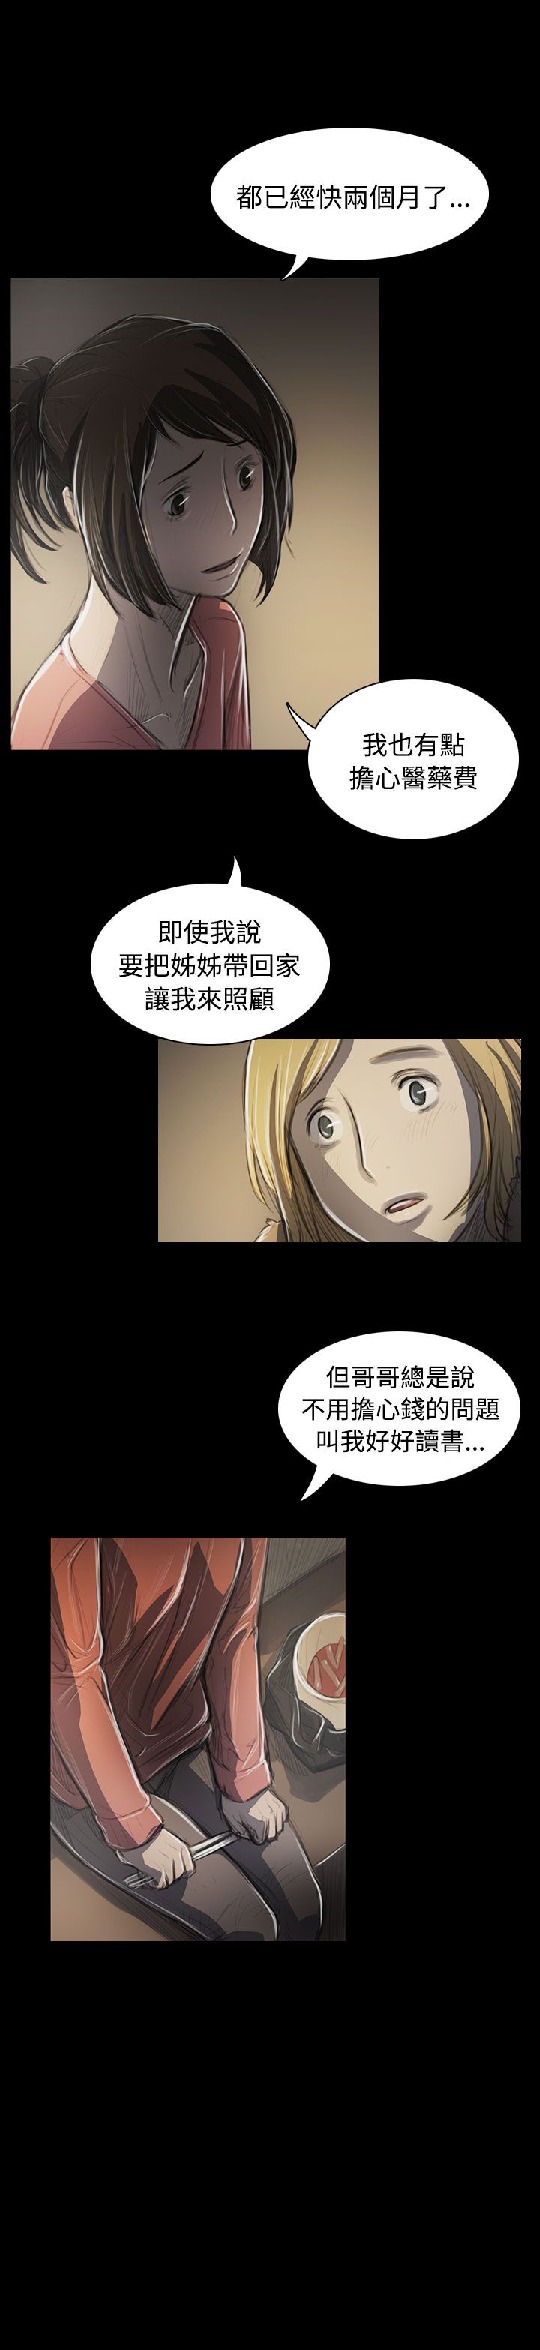 都已經快兩個月了...
我也有點
擔心醫藥費
即使我說
要把姊姊帶回家
讓我來照顧
但哥哥總是說
不用擔心錢的問題
叫我好好讀書...